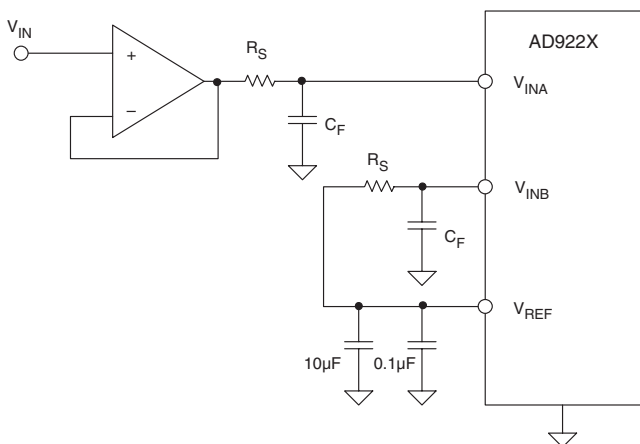 V_IN
AD922X
R_S
+
V_INA
−
C_F
R_S
V_INB
C_F
V_REF
10µF
0.1µF